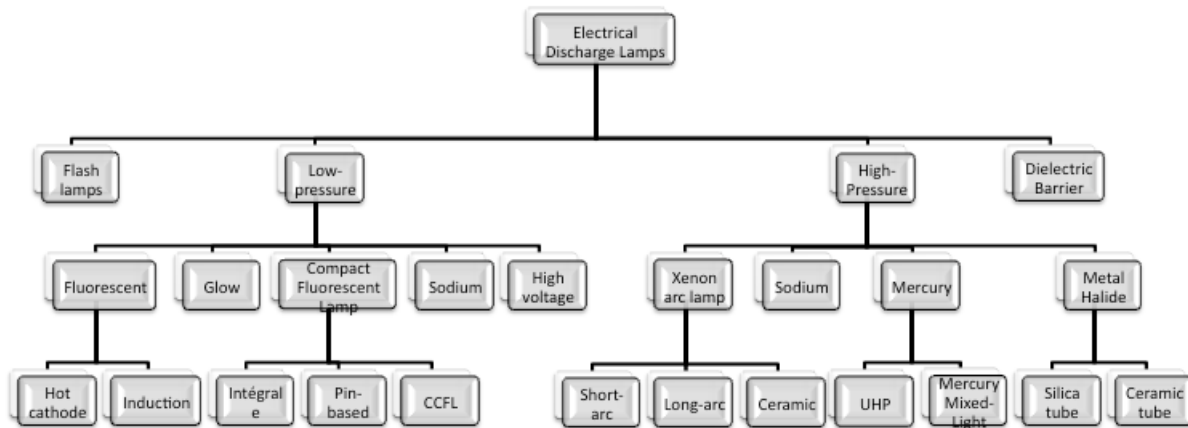 Electrical
Discharge Lamps
Flash
lamps
Low-
pressure
High-
Pressure
Dielectric
Barrier
Fluorescent
Glow
Compact
Fluorescent
Lamp
Sodium
High
voltage
Xenon
arc lamp
Sodium
Mercury
Metal
Halide
Hot
cathode
Induction
Intégral
e
Pin-
based
CCFL
Short-
arc
Long-arc
Ceramic
UHP
Mercury
Mixed-
Light
Silica
tube
Ceramic
tube